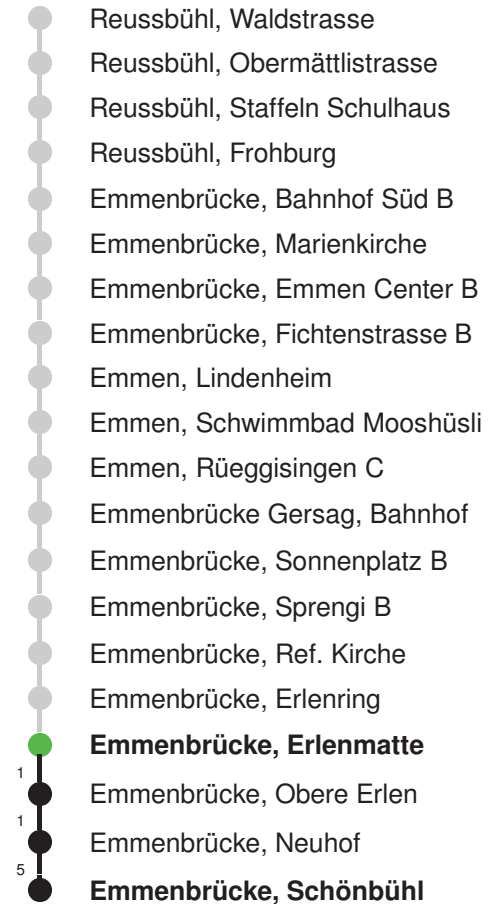 Reussbühl, Waldstrasse
Reussbühl, Obermättlistrasse
Reussbühl, Staffeln Schulhaus
Reussbühl, Frohburg
Emmenbrücke, Bahnhof Süd B
Emmenbrücke, Marienkirche
Emmenbrücke, Emmen Center B
Emmenbrücke, Fichtenstrasse B
Emmen, Lindenheim
Emmen, Schwimmbad Mooshüsli
Emmen, Rüeggisingen C
Emmenbrücke Gersag, Bahnhof
Emmenbrücke, Sonnenplatz B
Emmenbrücke, Sprengi B
Emmenbrücke, Ref. Kirche
Emmenbrücke, Erlenring
Emmenbrücke, Erlenmatte
1
Emmenbrücke, Obere Erlen
1
Emmenbrücke, Neuhof
5
Emmenbrücke, Schönbühl